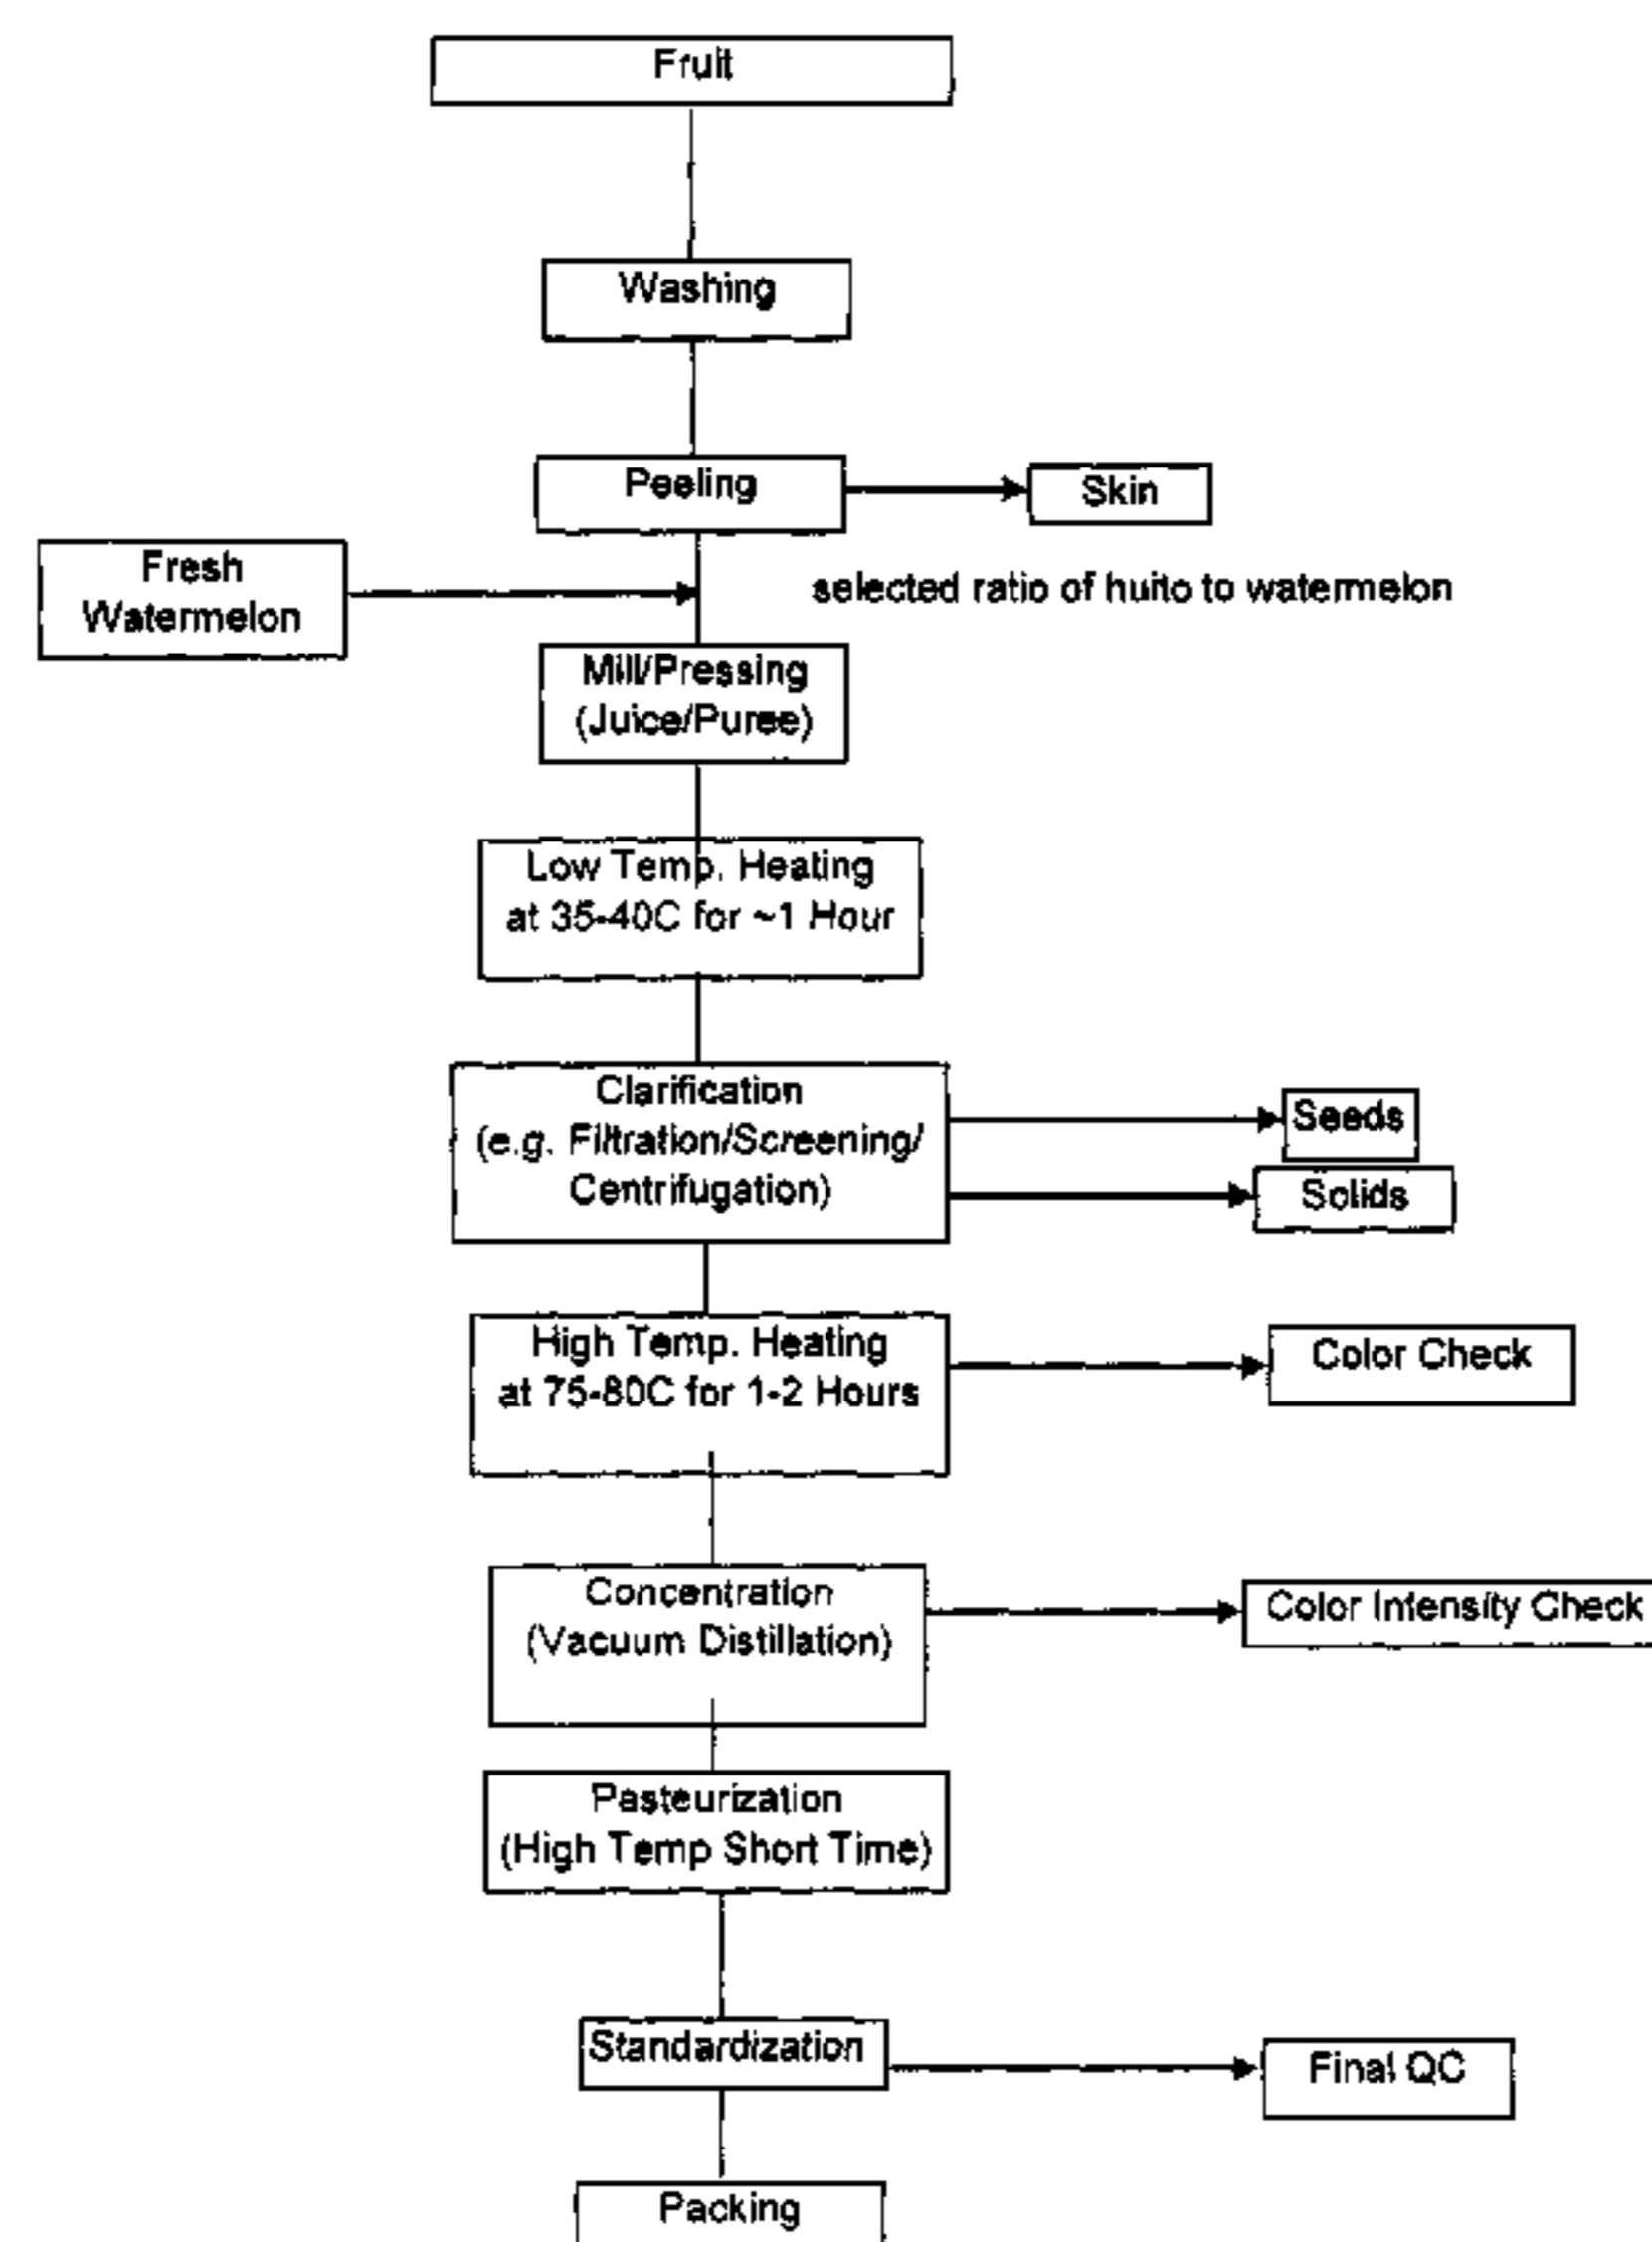 Fruit
Washing
Peeling
Skin
Fresh
Watermelon
selected ratio of huito to watermelon
Mill/Pressing
(Juice/Puree)
Low Temp. Heating
at 35-40C for ~1 Hour
Clarification
(e.g. Filtration/Screening/
Centrifugation)
Seeds
Solids
High Temp. Heating
at 75-80C for 1-2 Hours
Color Check
Concentration
(Vacuum Distillation)
Color Intensity Check
Pasteurization
(High Temp Short Time)
Standardization
Final QC
Packing